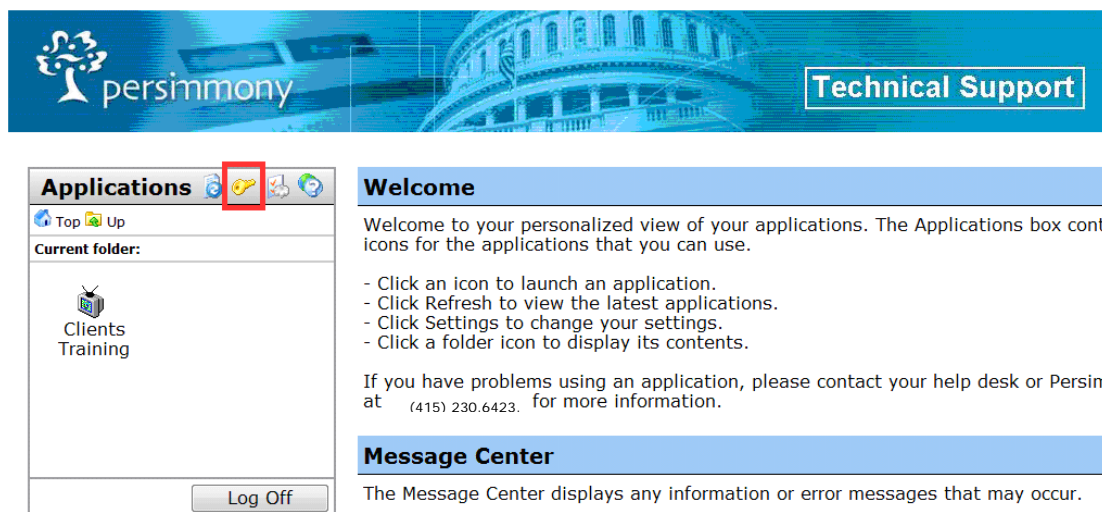 persimmony
Technical Support
Applications
Top Up
Current folder:
Clients
Training
Log Off
Welcome
Welcome to your personalized view of your applications. The Applications box cont
icons for the applications that you can use.
- Click an icon to launch an application.
- Click Refresh to view the latest applications.
- Click Settings to change your settings.
- Click a folder icon to display its contents.
If you have problems using an application, please contact your help desk or Persim
at (415) 230.6423. for more information.
Message Center
The Message Center displays any information or error messages that may occur.